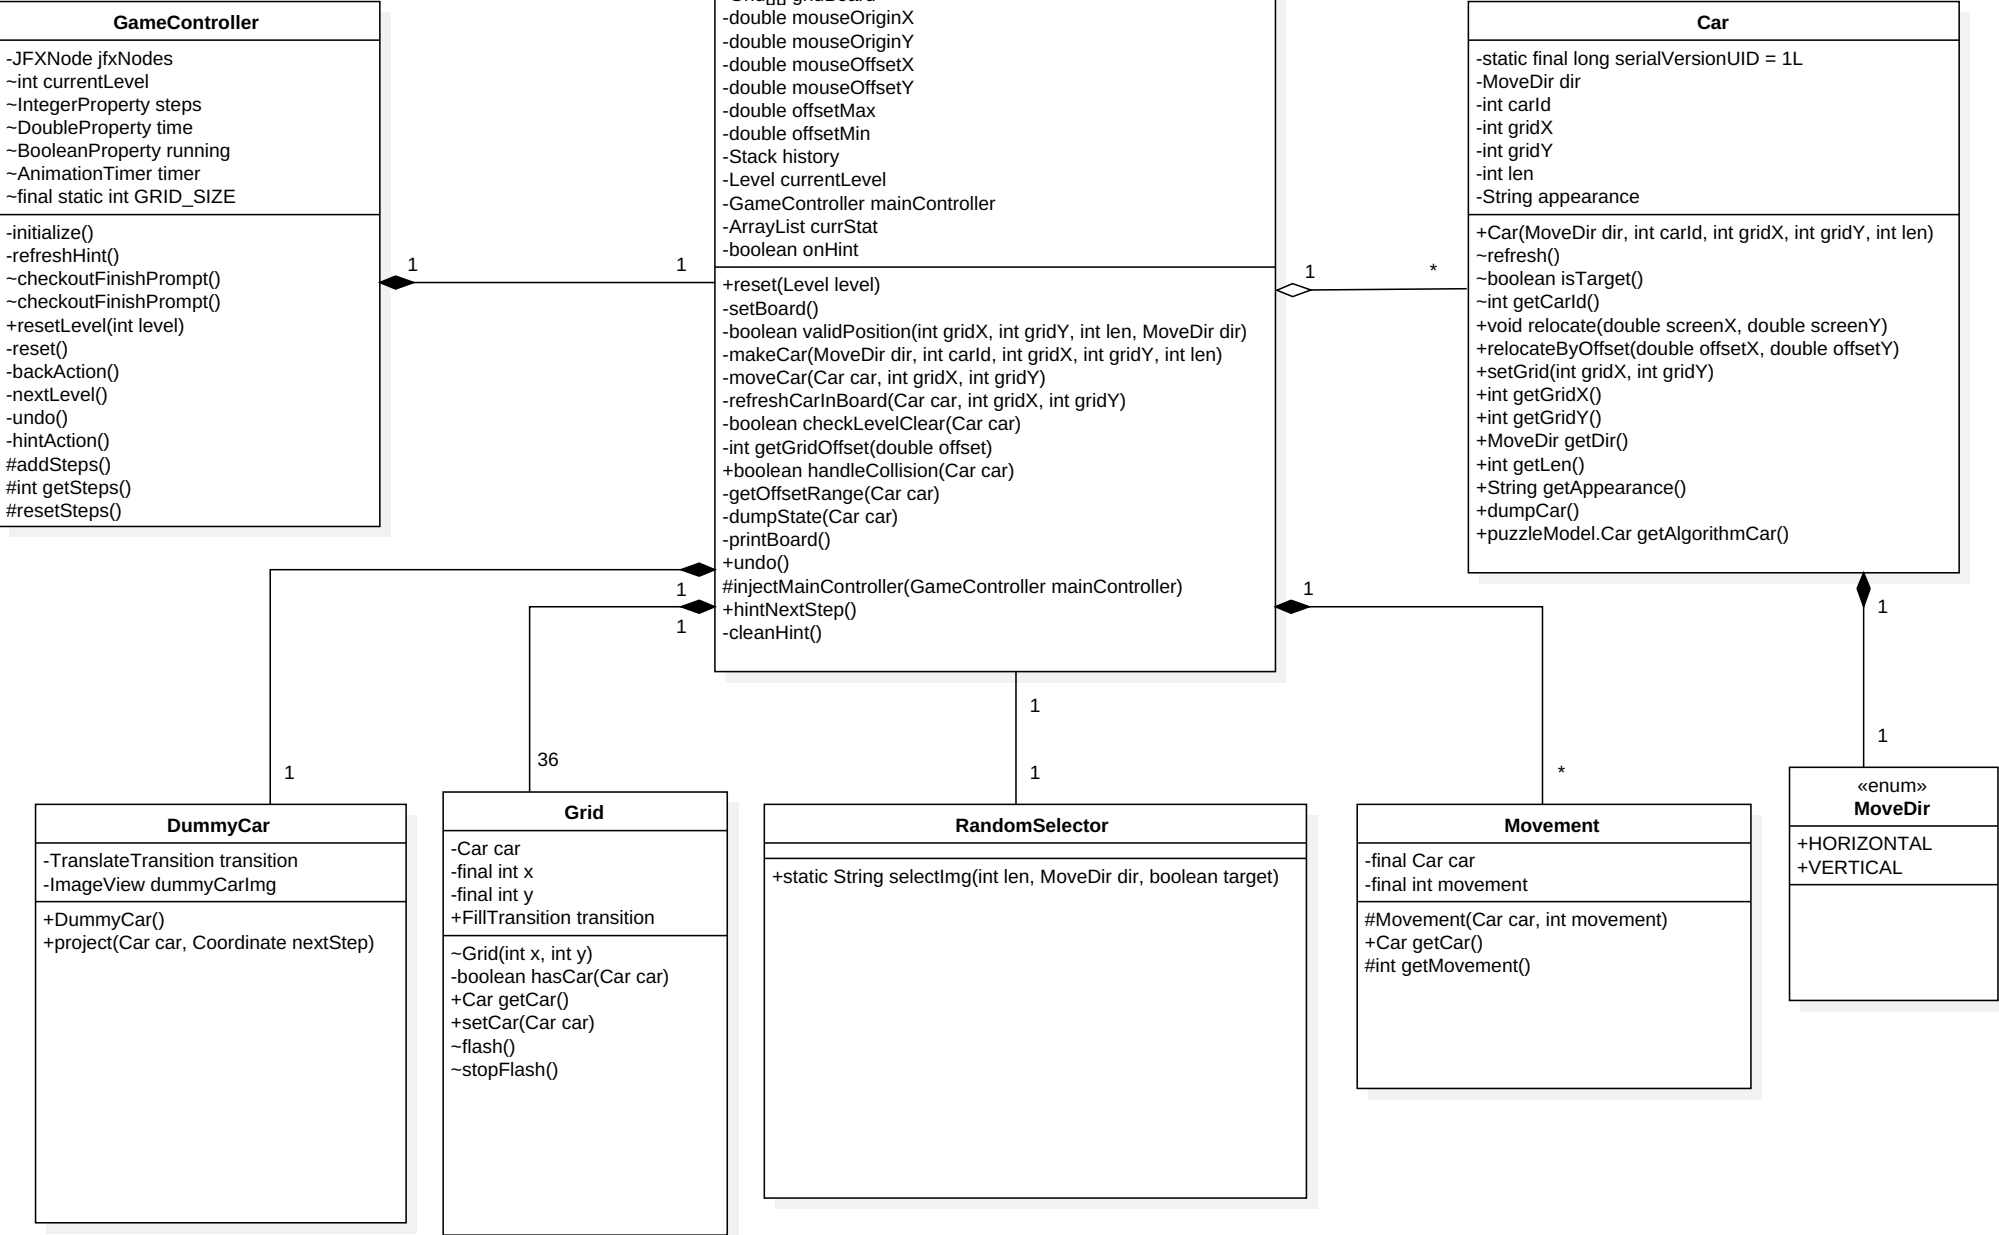 GameController
-JFXNode jfxNodes
~int currentLevel
~IntegerProperty steps
~DoubleProperty time
~BooleanProperty running
~AnimationTimer timer
~final static int GRID_SIZE
-initialize()
-refreshHint()
~checkoutFinishPrompt()
~checkoutFinishPrompt()
+resetLevel(int level)
-reset()
-backAction()
-nextLevel()
-undo()
-hintAction()
#addSteps()
#int getSteps()
#resetSteps()
1
1
-double mouseOriginX
-double mouseOriginY
-double mouseOffsetX
-double mouseOffsetY
-double offsetMax
-double offsetMin
-Stack history
-Level currentLevel
-GameController mainController
-ArrayList currStat
-boolean onHint
+reset(Level level)
-setBoard()
-boolean validPosition(int gridX, int gridY, int len, MoveDir dir)
-makeCar(MoveDir dir, int carId, int gridX, int gridY, int len)
-moveCar(Car car, int gridX, int gridY)
-refreshCarInBoard(Car car, int gridX, int gridY)
-boolean checkLevelClear(Car car)
-int getGridOffset(double offset)
+boolean handleCollision(Car car)
-getOffsetRange(Car car)
-dumpState(Car car)
-printBoard()
+undo()
#injectMainController(GameController mainController)
+hintNextStep()
-cleanHint()
1
*
Car
-static final long serialVersionUID = 1L
-MoveDir dir
-int carId
-int gridX
-int gridY
-int len
-String appearance
+Car(MoveDir dir, int carId, int gridX, int gridY, int len)
~refresh()
~boolean isTarget()
~int getCarId()
+void relocate(double screenX, double screenY)
+relocateByOffset(double offsetX, double offsetY)
+setGrid(int gridX, int gridY)
+int getGridX()
+int getGridY()
+MoveDir getDir()
+int getLen()
+String getAppearance()
+dumpCar()
+puzzleModel.Car getAlgorithmCar()
1
1
1
1
1
36
1
1
*
1
1
DummyCar
-TranslateTransition transition
-ImageView dummyCarImg
+DummyCar()
+project(Car car, Coordinate nextStep)
Grid
-Car car
-final int x
-final int y
+FillTransition transition
~Grid(int x, int y)
-boolean hasCar(Car car)
+Car getCar()
+setCar(Car car)
~flash()
~stopFlash()
RandomSelector
+static String selectImg(int len, MoveDir dir, boolean target)
Movement
-final Car car
-final int movement
#Movement(Car car, int movement)
+Car getCar()
#int getMovement()
«enum»
MoveDir
+HORIZONTAL
+VERTICAL